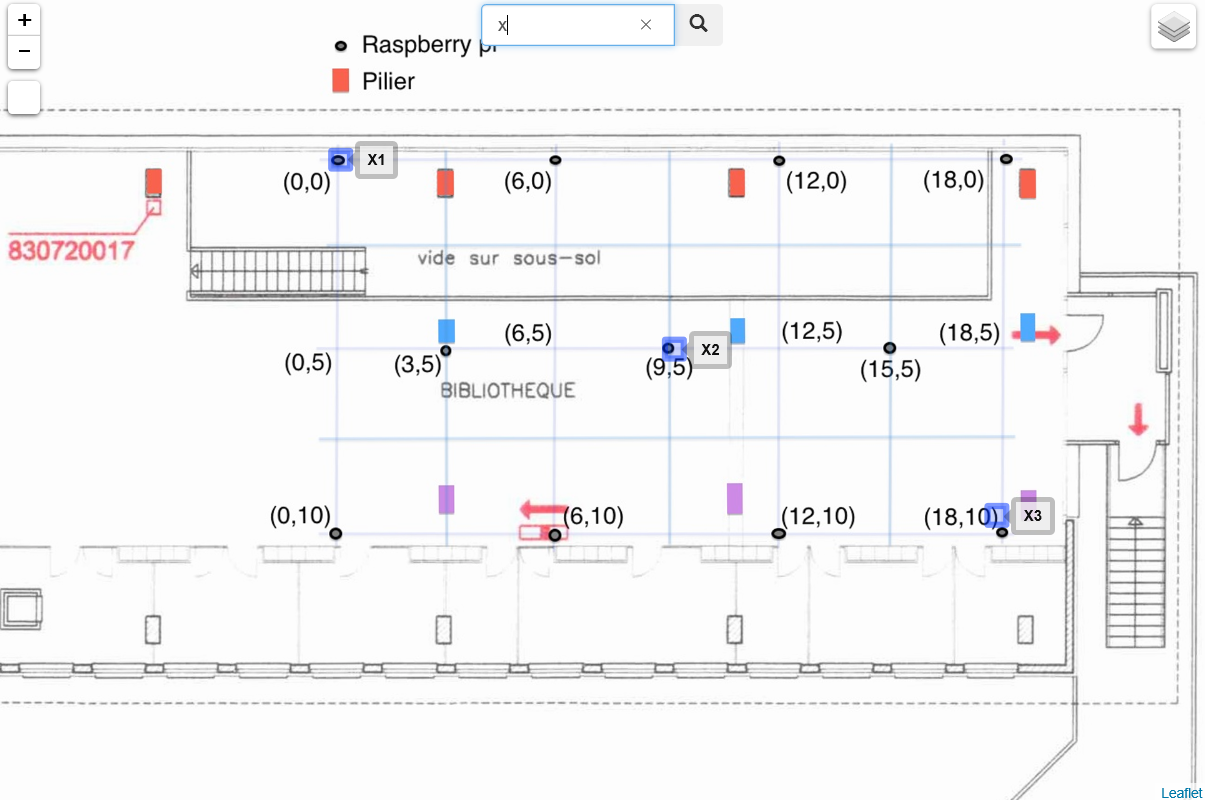 +
x
×
Raspberry pi
−
Pilier
X1
(0,0)
(6,0)
(12,0)
(18,0)
830720017
vide sur sous-sol
(0,5)
(3,5)
(6,5)
(9,5)
X2
(12,5)
(15,5)
(18,5)
BIBLIOTHEQUE
(0,10)
(6,10)
(12,10)
(18,10)
X3
Leaflet